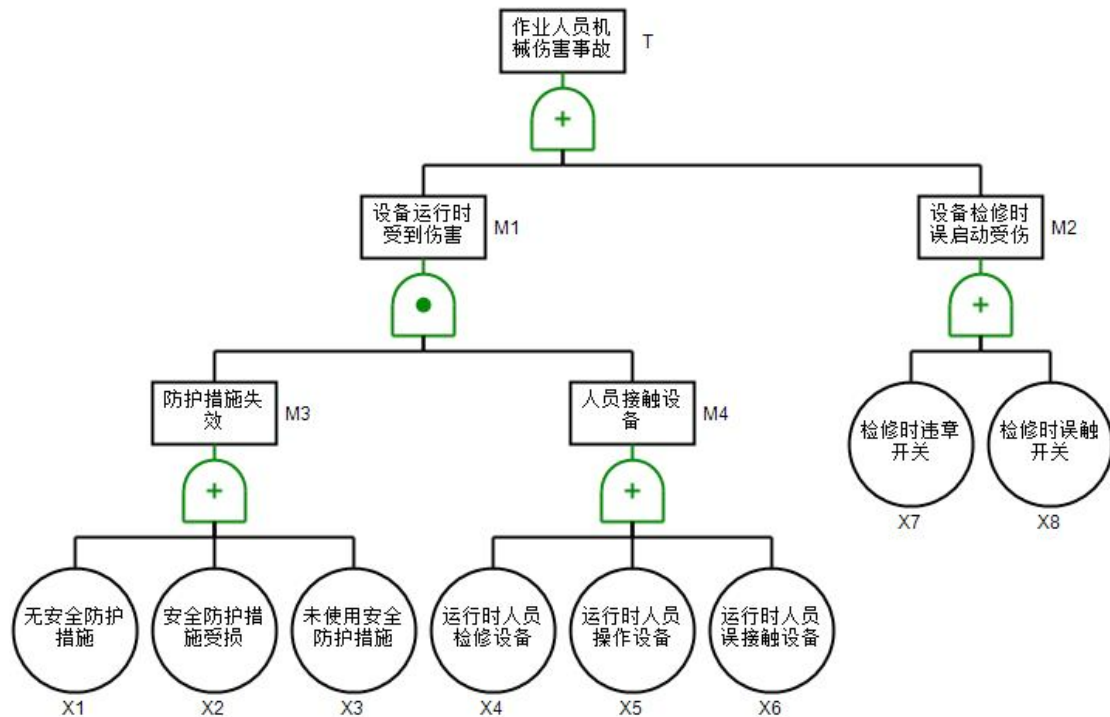 作业人员机
械伤害事故
T
+
设备运行时
受到伤害
M1
设备检修时
误启动受伤
M2
+
防护措施失
效
M3
人员接触设
备
M4
检修时违章
开关
检修时误触
开关
+
+
X7
X8
无安全防护
措施
安全防护措
施受损
未使用安全
防护措施
运行时人员
检修设备
运行时人员
操作设备
运行时人员
误接触设备
X1
X2
X3
X4
X5
X6